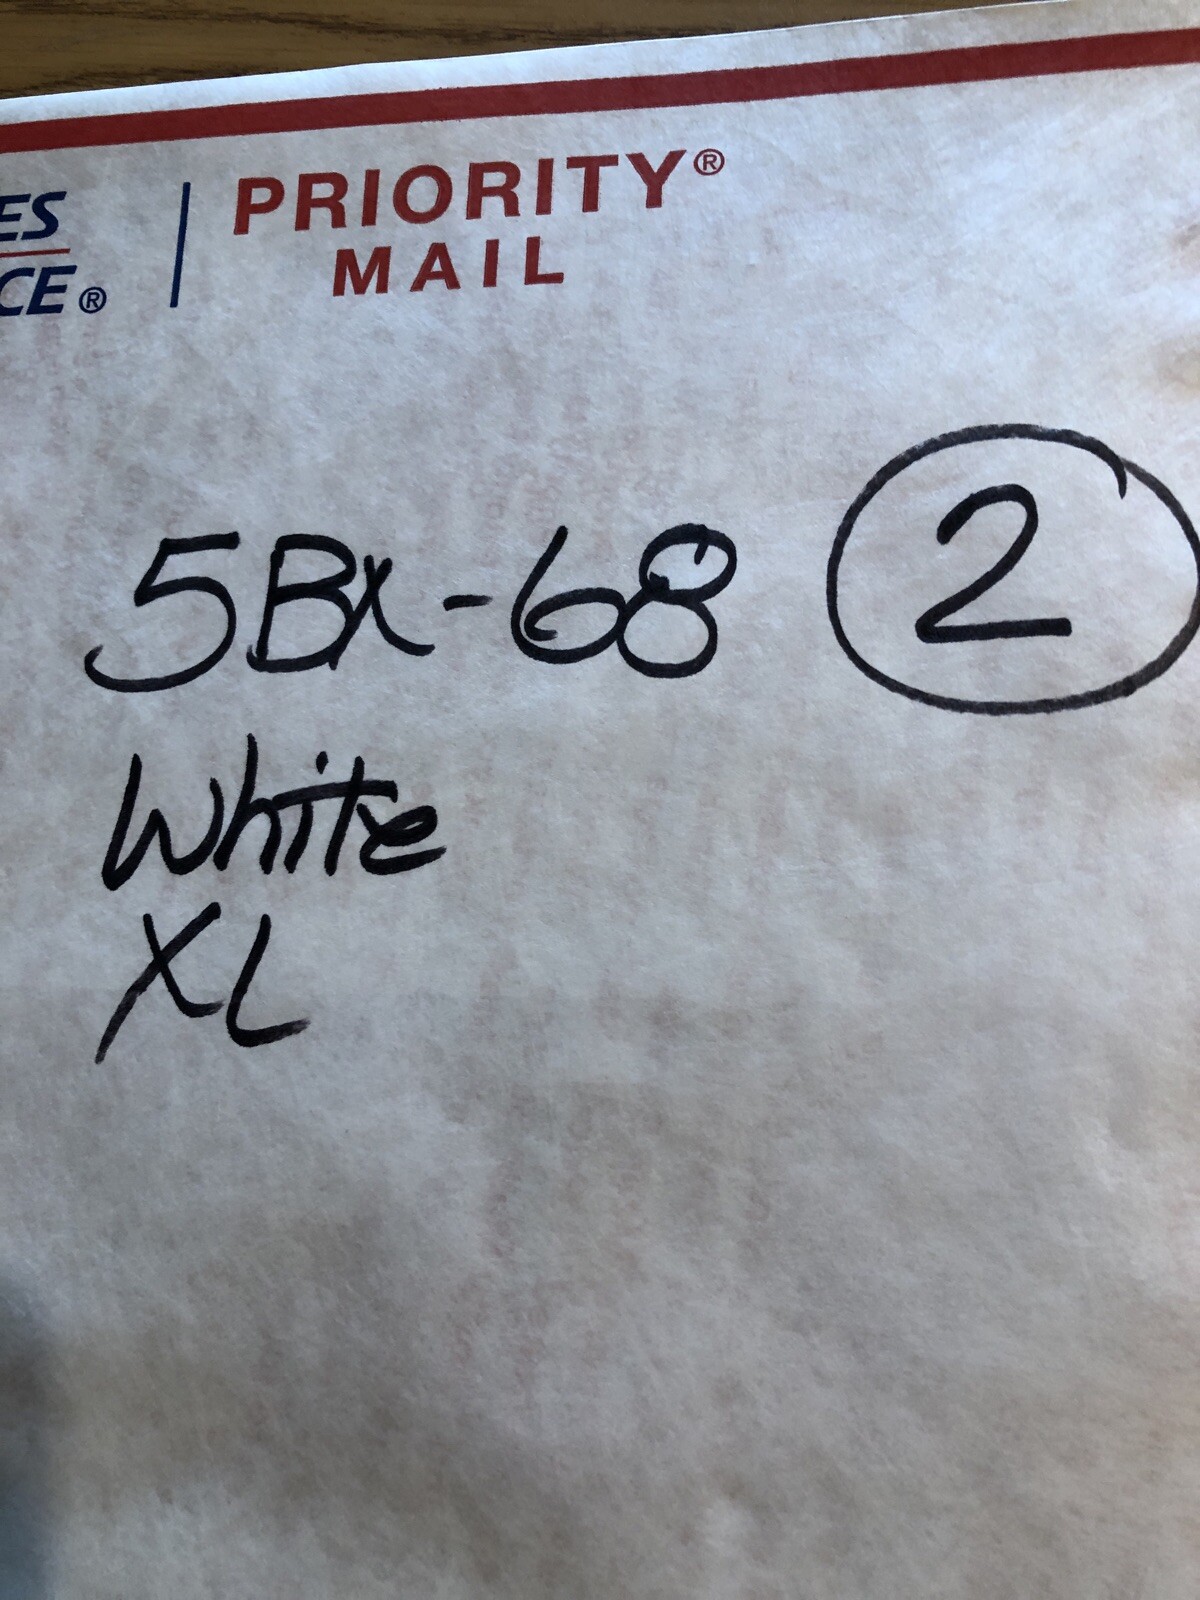 ES | PRIORITY®
CE® MAIL
5Bx-68 2
White
XL